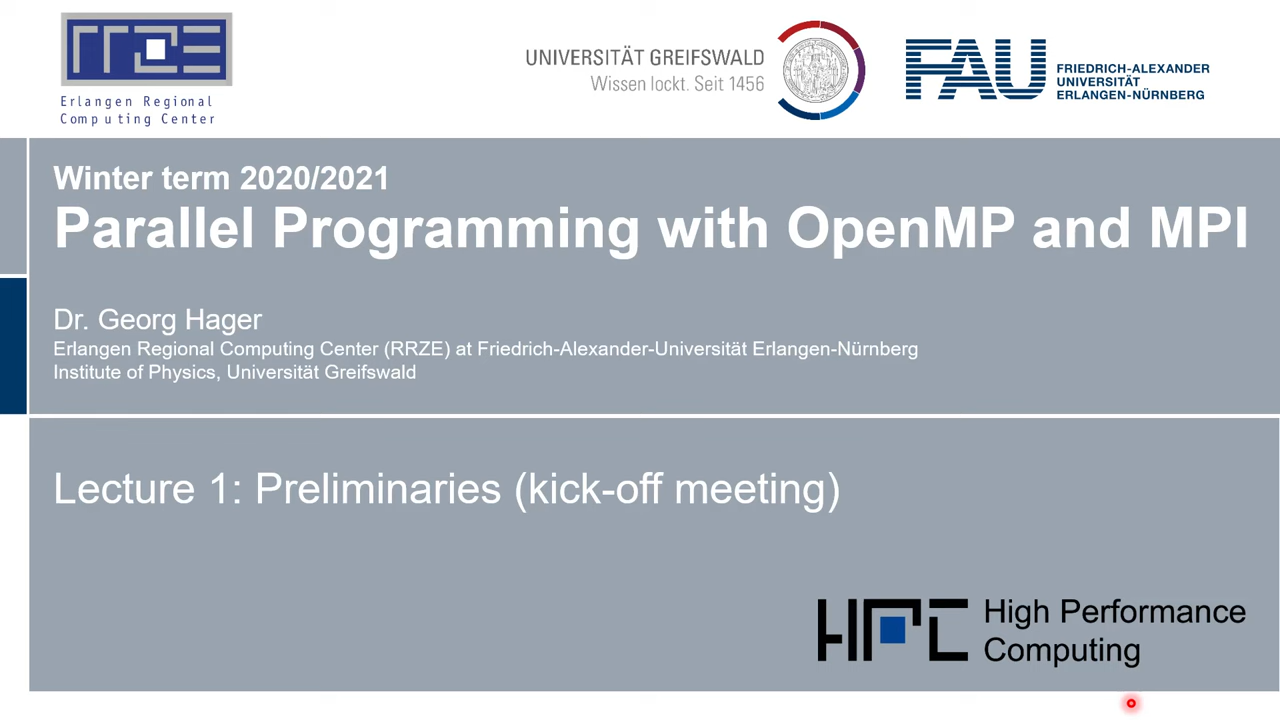 RRZE
Erlangen Regional
Computing Center
UNIVERSITÄT GREIFSWALD
Wissen lockt. Seit 1456
FAU
FRIEDRICH-ALEXANDER
UNIVERSITÄT
ERLANGEN-NÜRNBERG
Winter term 2020/2021
Parallel Programming with OpenMP and MPI
Dr. Georg Hager
Erlangen Regional Computing Center (RRZE) at Friedrich-Alexander-Universität Erlangen-Nürnberg
Institute of Physics, Universität Greifswald
Lecture 1: Preliminaries (kick-off meeting)
HPC
High Performance
Computing